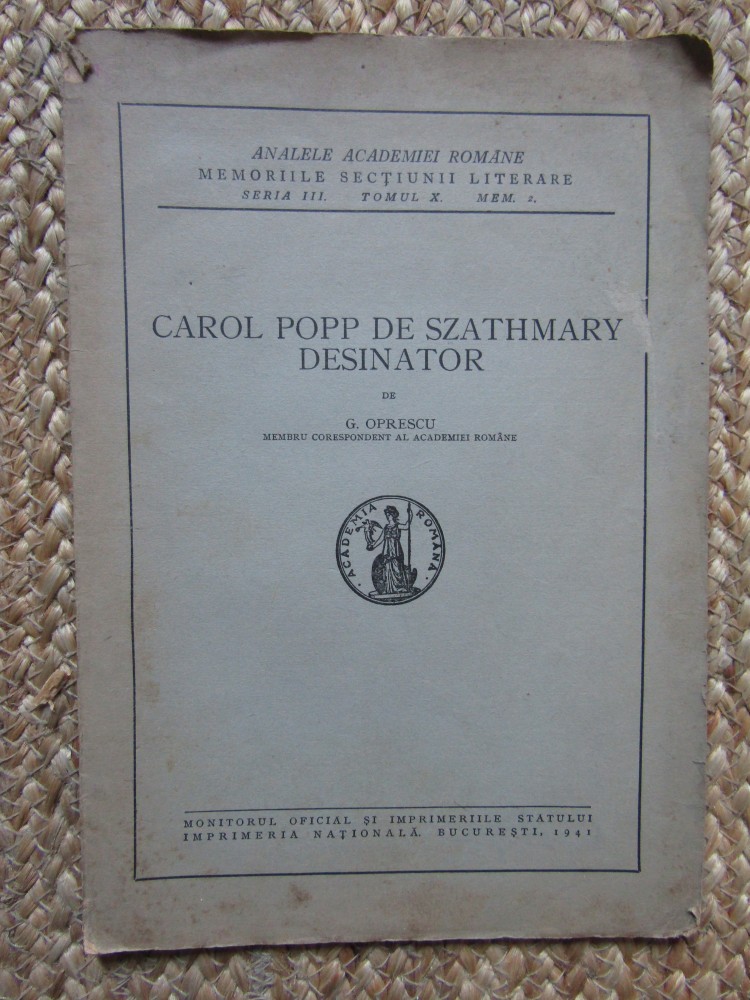 ANALELE ACADEMIEI ROMÂNE
MEMORIILE SECȚIUNII LITERARE
SERIA III. TOMUL X. MEM. 2.
CAROL POPP DE SZATHMARY
DESINATOR
DE
G. OPRESCU
MEMBRU CORESPONDENT AL ACADEMIEI ROMÂNE
· ACADEMIA ROMÂNĂ ·
MONITORUL OFICIAL ȘI IMPRIMERIILE STATULUI
IMPRIMERIA NAȚIONALĂ. BUCUREȘTI, 1941